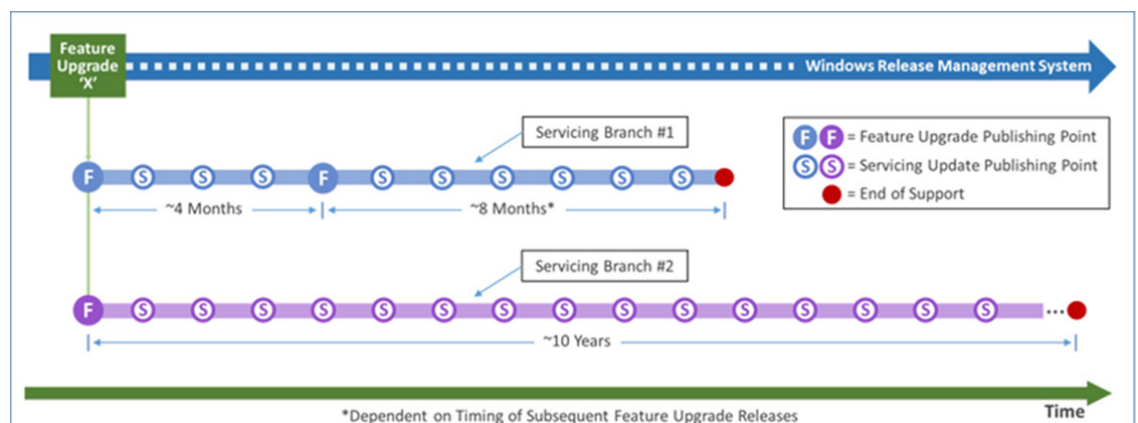 Feature
Upgrade
'X'
Windows Release Management System
Servicing Branch #1
F F = Feature Upgrade Publishing Point
S S = Servicing Update Publishing Point
= End of Support
F S S S F S S S S S S
~4 Months
~8 Months*
Servicing Branch #2
F S S S S S S S S S S S S S S S ...
~10 Years
Time
*Dependent on Timing of Subsequent Feature Upgrade Releases